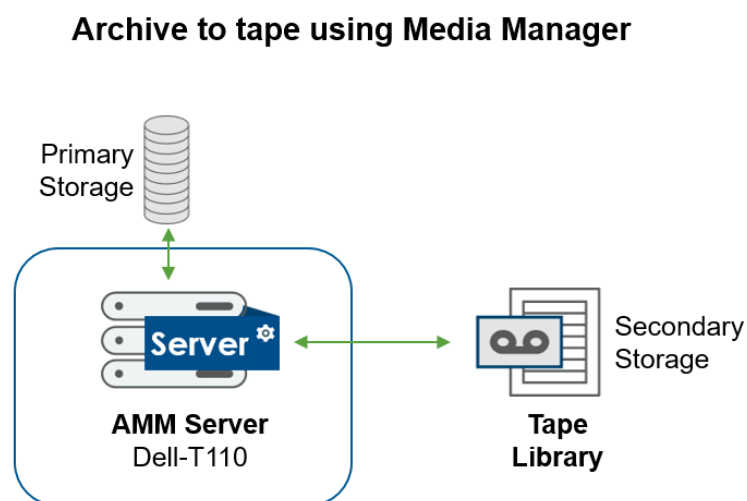 Archive to tape using Media Manager
Primary
Storage
Server
AMM Server
Dell-T110
Secondary
Storage
Tape
Library